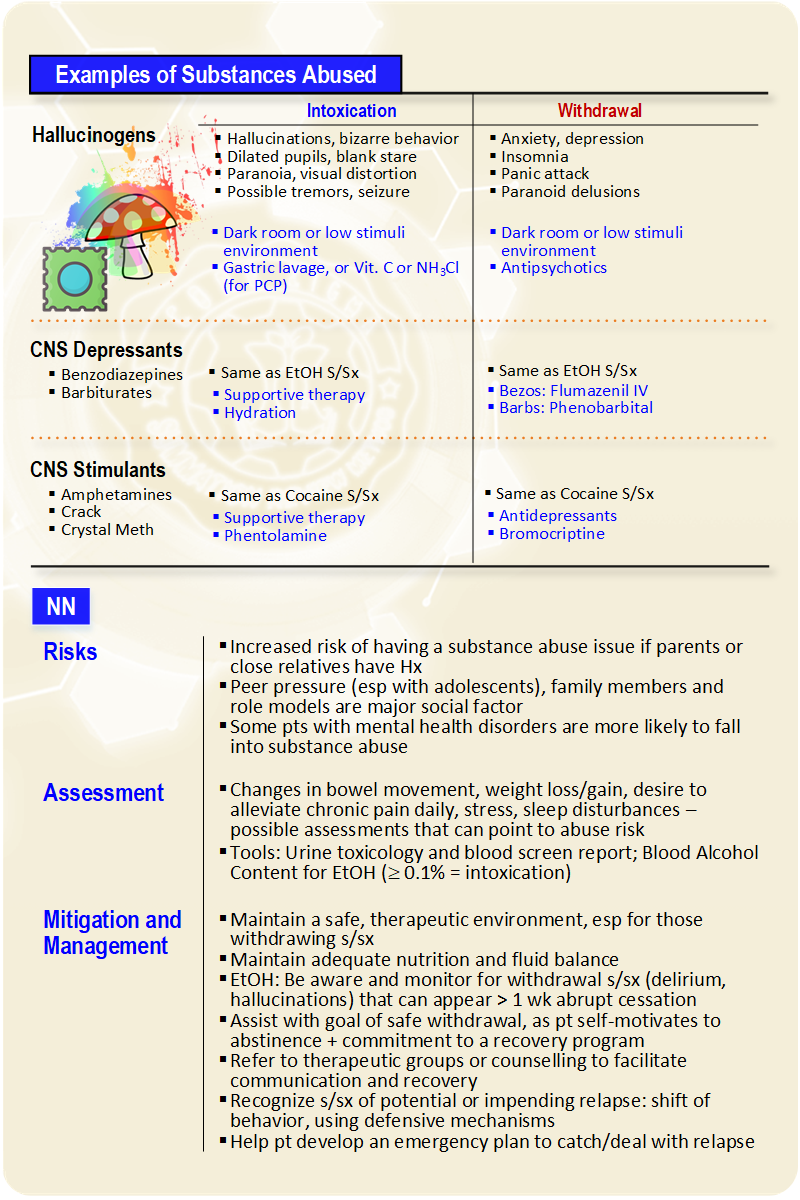 Examples of Substances Abused
Intoxication
Withdrawal
Hallucinogens
▪ Hallucinations, bizarre behavior
▪ Dilated pupils, blank stare
▪ Paranoia, visual distortion
▪ Possible tremors, seizure
▪ Dark room or low stimuli
environment
▪ Gastric lavage, or Vit. C or NH₃Cl
(for PCP)
▪ Anxiety, depression
▪ Insomnia
▪ Panic attack
▪ Paranoid delusions
▪ Dark room or low stimuli
environment
▪ Antipsychotics
CNS Depressants
▪ Benzodiazepines
▪ Barbiturates
▪ Same as EtOH S/Sx
▪ Supportive therapy
▪ Hydration
▪ Same as EtOH S/Sx
▪ Bezos: Flumazenil IV
▪ Barbs: Phenobarbital
CNS Stimulants
▪ Amphetamines
▪ Crack
▪ Crystal Meth
▪ Same as Cocaine S/Sx
▪ Supportive therapy
▪ Phentolamine
▪ Same as Cocaine S/Sx
▪ Antidepressants
▪ Bromocriptine
NN
Risks
▪ Increased risk of having a substance abuse issue if parents or
close relatives have Hx
▪ Peer pressure (esp with adolescents), family members and
role models are major social factor
▪ Some pts with mental health disorders are more likely to fall
into substance abuse
Assessment
▪ Changes in bowel movement, weight loss/gain, desire to
alleviate chronic pain daily, stress, sleep disturbances –
possible assessments that can point to abuse risk
▪ Tools: Urine toxicology and blood screen report; Blood Alcohol
Content for EtOH (≥ 0.1% = intoxication)
Mitigation and
Management
▪ Maintain a safe, therapeutic environment, esp for those
withdrawing s/sx
▪ Maintain adequate nutrition and fluid balance
▪ EtOH: Be aware and monitor for withdrawal s/sx (delirium,
hallucinations) that can appear > 1 wk abrupt cessation
▪ Assist with goal of safe withdrawal, as pt self-motivates to
abstinence + commitment to a recovery program
▪ Refer to therapeutic groups or counselling to facilitate
communication and recovery
▪ Recognize s/sx of potential or impending relapse: shift of
behavior, using defensive mechanisms
▪ Help pt develop an emergency plan to catch/deal with relapse